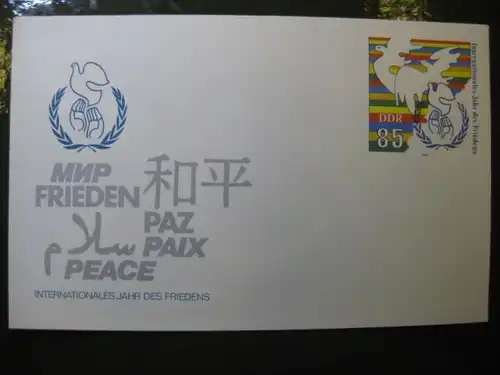 МИР
和平
FRIEDEN
PAZ
سلام
PAIX
PEACE
INTERNATIONALES JAHR DES FRIEDENS
Internationales Jahr des Friedens
DDR
85